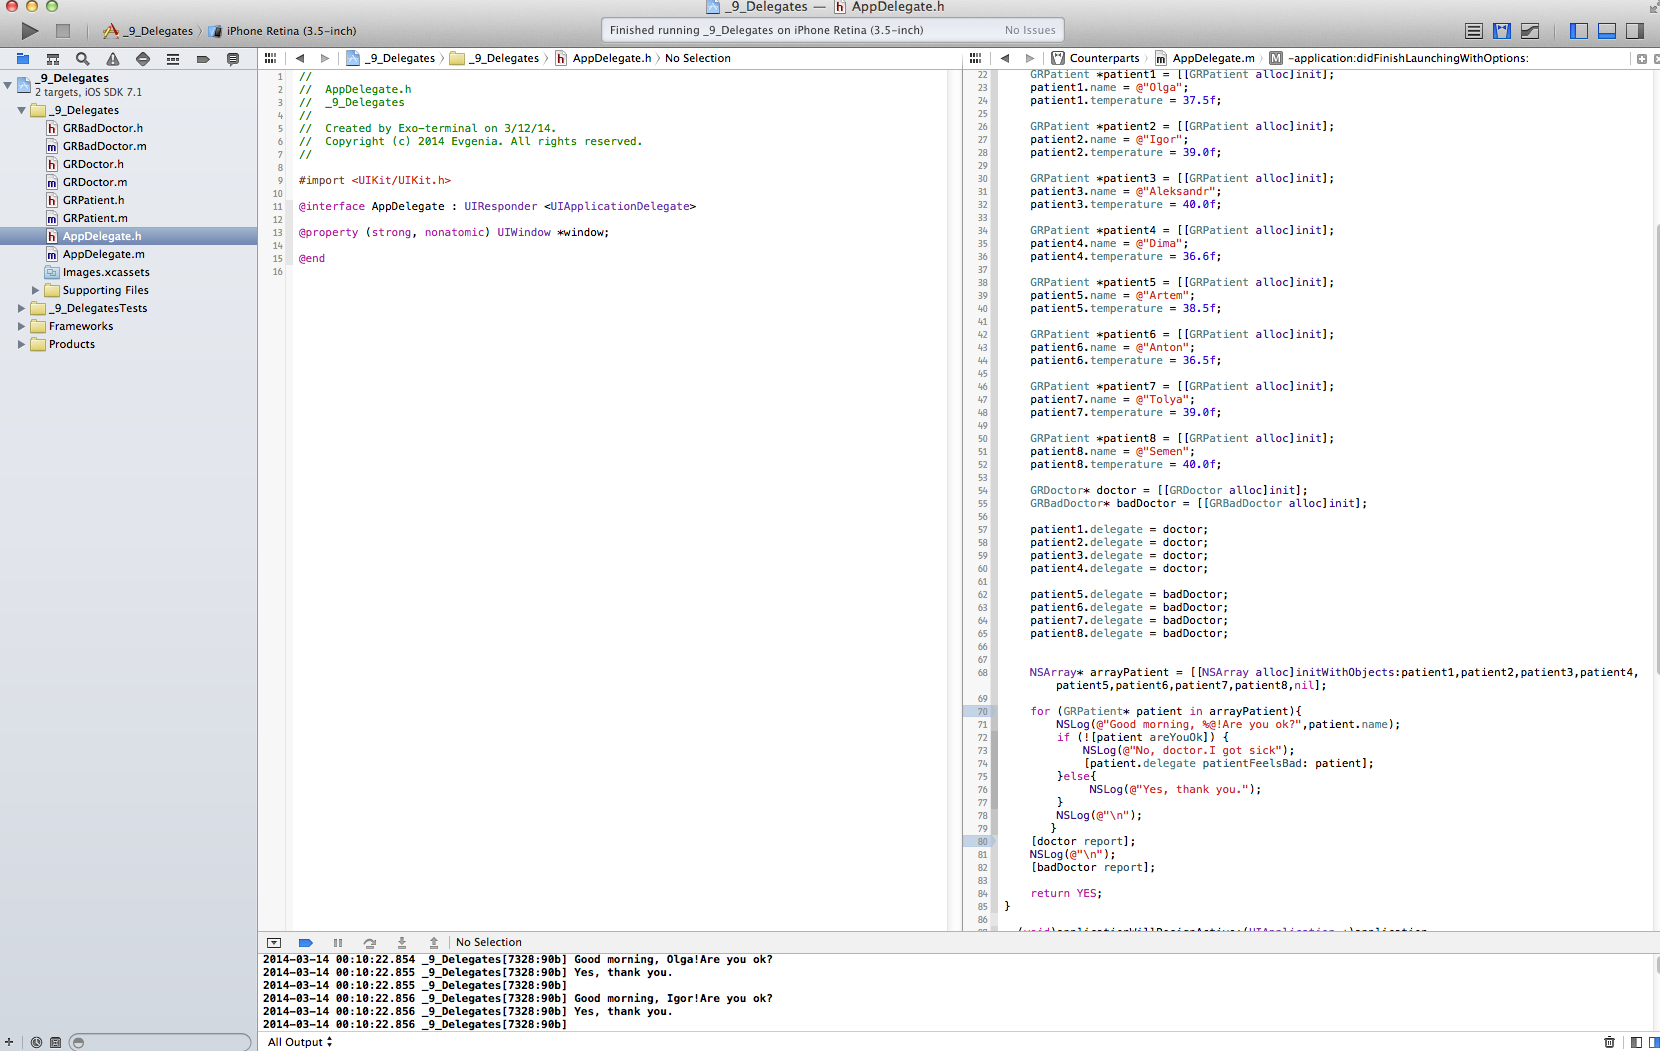 _9_Delegates — AppDelegate.h
_9_Delegates iPhone Retina (3.5-inch)
Finished running _9_Delegates on iPhone Retina (3.5-inch) No Issues
_9_Delegates
2 targets, iOS SDK 7.1
_9_Delegates
GRBadDoctor.h
GRBadDoctor.m
GRDoctor.h
GRDoctor.m
GRPatient.h
GRPatient.m
AppDelegate.h
AppDelegate.m
Images.xcassets
Supporting Files
_9_DelegatesTests
Frameworks
Products
_9_Delegates _9_Delegates AppDelegate.h No Selection
1 //
2 //  AppDelegate.h
3 //  _9_Delegates
4 //
5 //  Created by Exo-terminal on 3/12/14.
6 //  Copyright (c) 2014 Evgenia. All rights reserved.
7 //
8
9 #import <UIKit/UIKit.h>
10
11 @interface AppDelegate : UIResponder <UIApplicationDelegate>
12
13 @property (strong, nonatomic) UIWindow *window;
14
15 @end
16
Counterparts AppDelegate.m -application:didFinishLaunchingWithOptions:
22 GRPatient *patient1 = [[GRPatient alloc]init];
23 patient1.name = @"Olga";
24 patient1.temperature = 37.5f;
25
26 GRPatient *patient2 = [[GRPatient alloc]init];
27 patient2.name = @"Igor";
28 patient2.temperature = 39.0f;
29
30 GRPatient *patient3 = [[GRPatient alloc]init];
31 patient3.name = @"Aleksandr";
32 patient3.temperature = 40.0f;
33
34 GRPatient *patient4 = [[GRPatient alloc]init];
35 patient4.name = @"Dima";
36 patient4.temperature = 36.6f;
37
38 GRPatient *patient5 = [[GRPatient alloc]init];
39 patient5.name = @"Artem";
40 patient5.temperature = 38.5f;
41
42 GRPatient *patient6 = [[GRPatient alloc]init];
43 patient6.name = @"Anton";
44 patient6.temperature = 36.5f;
45
46 GRPatient *patient7 = [[GRPatient alloc]init];
47 patient7.name = @"Tolya";
48 patient7.temperature = 39.0f;
49
50 GRPatient *patient8 = [[GRPatient alloc]init];
51 patient8.name = @"Semen";
52 patient8.temperature = 40.0f;
53
54 GRDoctor* doctor = [[GRDoctor alloc]init];
55 GRBadDoctor* badDoctor = [[GRBadDoctor alloc]init];
56
57 patient1.delegate = doctor;
58 patient2.delegate = doctor;
59 patient3.delegate = doctor;
60 patient4.delegate = doctor;
61
62 patient5.delegate = badDoctor;
63 patient6.delegate = badDoctor;
64 patient7.delegate = badDoctor;
65 patient8.delegate = badDoctor;
66
67
68 NSArray* arrayPatient = [[NSArray alloc]initWithObjects:patient1,patient2,patient3,patient4,
patient5,patient6,patient7,patient8,nil];
69
70 for (GRPatient* patient in arrayPatient){
71 NSLog(@"Good morning, %@!Are you ok?",patient.name);
72 if (![patient areYouOk]) {
73 NSLog(@"No, doctor.I got sick");
74 [patient.delegate patientFeelsBad: patient];
75 }else{
76 NSLog(@"Yes, thank you.");
77 }
78 NSLog(@"\n");
79 }
80 [doctor report];
81 NSLog(@"\n");
82 [badDoctor report];
83
84 return YES;
85 }
86
No Selection
2014-03-14 00:10:22.854 _9_Delegates[7328:90b] Good morning, Olga!Are you ok?
2014-03-14 00:10:22.855 _9_Delegates[7328:90b] Yes, thank you.
2014-03-14 00:10:22.855 _9_Delegates[7328:90b]
2014-03-14 00:10:22.856 _9_Delegates[7328:90b] Good morning, Igor!Are you ok?
2014-03-14 00:10:22.856 _9_Delegates[7328:90b] Yes, thank you.
2014-03-14 00:10:22.856 _9_Delegates[7328:90b]
All Output